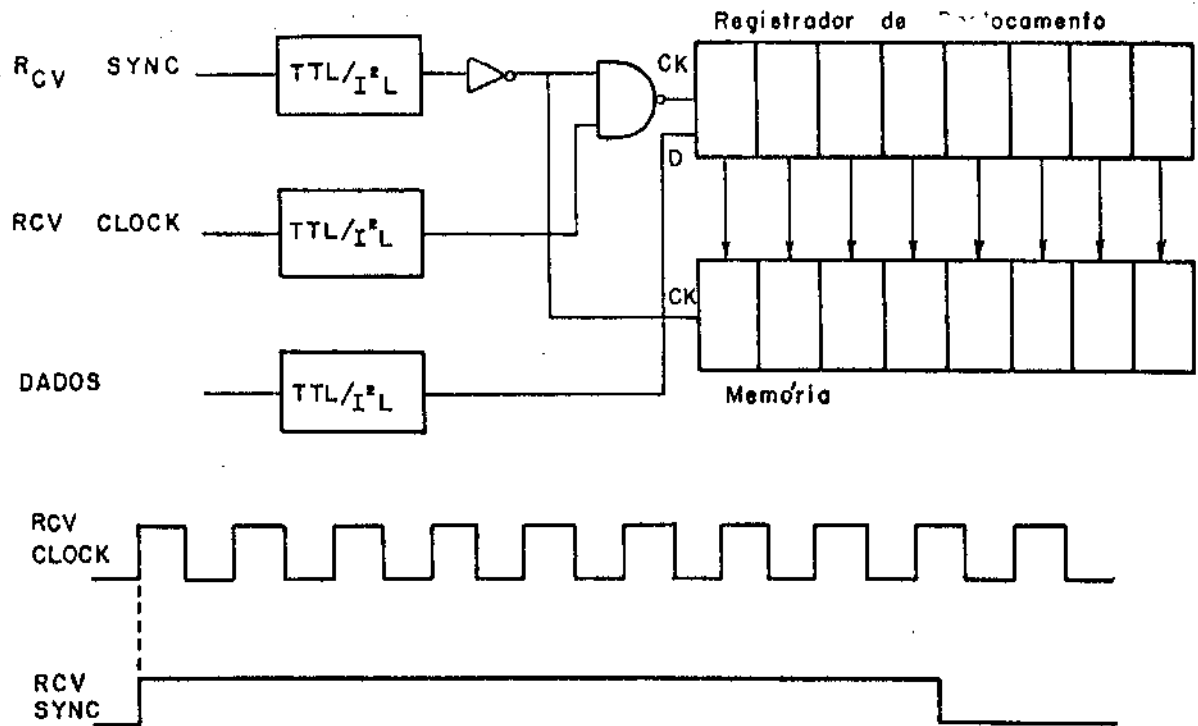 Registrador de
RCV SYNC
TTL/I²L
CK
D
RCV CLOCK
TTL/I²L
CK
DADOS
TTL/I²L
Memória
RCV
CLOCK
RCV
SYNC